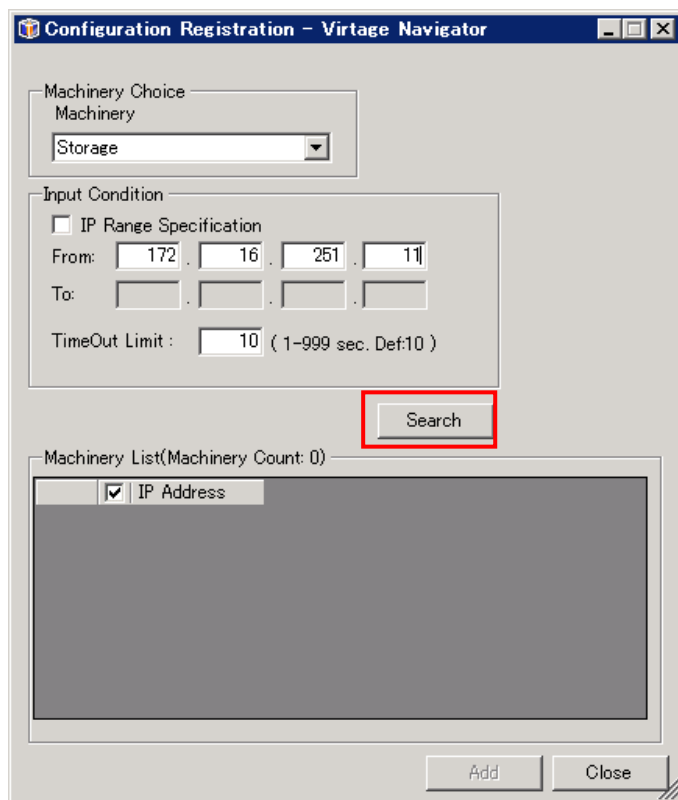 Configuration Registration - Virtage Navigator
Machinery Choice
Machinery
Storage
Input Condition
IP Range Specification
From: 172 . 16 . 251 . 11
To: . . .
TimeOut Limit : 10 ( 1-999 sec. Def:10 )
Search
Machinery List(Machinery Count: 0)
IP Address
Add Close